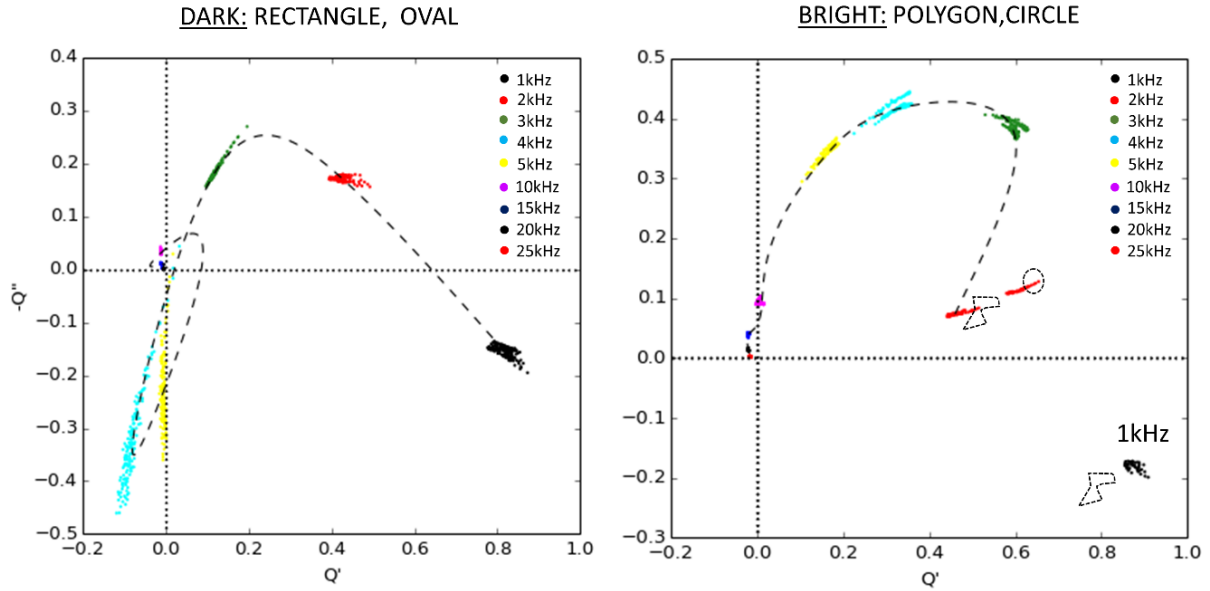 DARK: RECTANGLE, OVAL
0.4
0.3
0.2
0.1
0.0
−0.1
−0.2
−0.3
−0.4
−0.5
-Q"
−0.2
0.0
0.2
0.4
0.6
0.8
1.0
Q'
1kHz
2kHz
3kHz
4kHz
5kHz
10kHz
15kHz
20kHz
25kHz
BRIGHT: POLYGON,CIRCLE
0.5
0.4
0.3
0.2
0.1
0.0
−0.1
−0.2
−0.3
−0.2
0.0
0.2
0.4
0.6
0.8
1.0
Q'
1kHz
2kHz
3kHz
4kHz
5kHz
10kHz
15kHz
20kHz
25kHz
1kHz